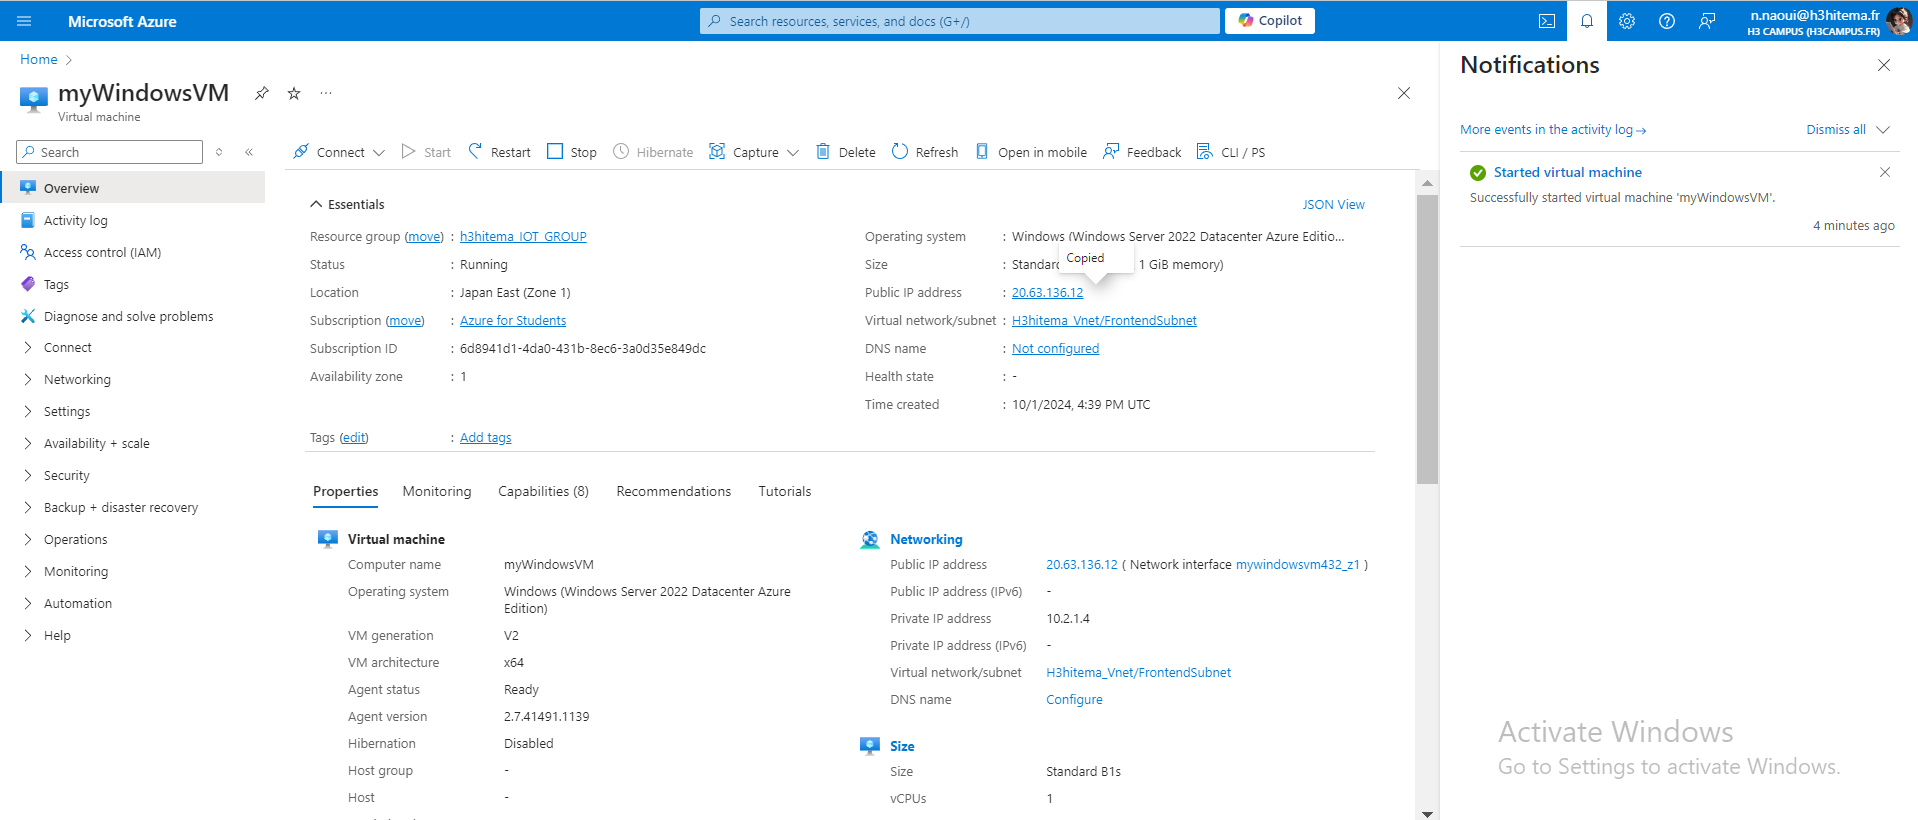 Microsoft Azure
Search resources, services, and docs (G+/)
Copilot
n.naoui@h3hitema.fr
H3 CAMPUS (H3CAMPUS.FR)
Home
myWindowsVM
Virtual machine
Search
Overview
Activity log
Access control (IAM)
Tags
Diagnose and solve problems
Connect
Networking
Settings
Availability + scale
Security
Backup + disaster recovery
Operations
Monitoring
Automation
Help
Connect Start Restart Stop Hibernate Capture Delete Refresh Open in mobile Feedback CLI / PS
Essentials
JSON View
Resource group (move) : h3hitema_IOT_GROUP
Status : Running
Location : Japan East (Zone 1)
Subscription (move) : Azure for Students
Subscription ID : 6d8941d1-4da0-431b-8ec6-3a0d35e849dc
Availability zone : 1
Operating system : Windows (Windows Server 2022 Datacenter Azure Editio...
Copied
Size : Standard 1 GiB memory)
Public IP address : 20.63.136.12
Virtual network/subnet : H3hitema_Vnet/FrontendSubnet
DNS name : Not configured
Health state : -
Time created : 10/1/2024, 4:39 PM UTC
Tags (edit) : Add tags
Properties Monitoring Capabilities (8) Recommendations Tutorials
Virtual machine
Computer name myWindowsVM
Operating system Windows (Windows Server 2022 Datacenter Azure
Edition)
VM generation V2
VM architecture x64
Agent status Ready
Agent version 2.7.41491.1139
Hibernation Disabled
Host group -
Host -
Networking
Public IP address 20.63.136.12 ( Network interface mywindowsvm432_z1 )
Public IP address (IPv6) -
Private IP address 10.2.1.4
Private IP address (IPv6) -
Virtual network/subnet H3hitema_Vnet/FrontendSubnet
DNS name Configure
Size
Size Standard B1s
vCPUs 1
Notifications
More events in the activity log→
Dismiss all
Started virtual machine
Successfully started virtual machine 'myWindowsVM'.
4 minutes ago
Activate Windows
Go to Settings to activate Windows.